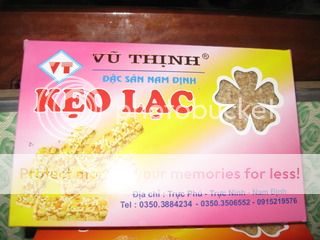 VT
VŨ THỊNH®
ĐẶC SẢN NAM ĐỊNH
KẸO LẠC
photobucket
Protect more of your memories for less!
Địa chỉ : Trực Phú - Trực Ninh - Nam Định
Tel : 0350.3884234 - 0350.3506552 - 0915219576